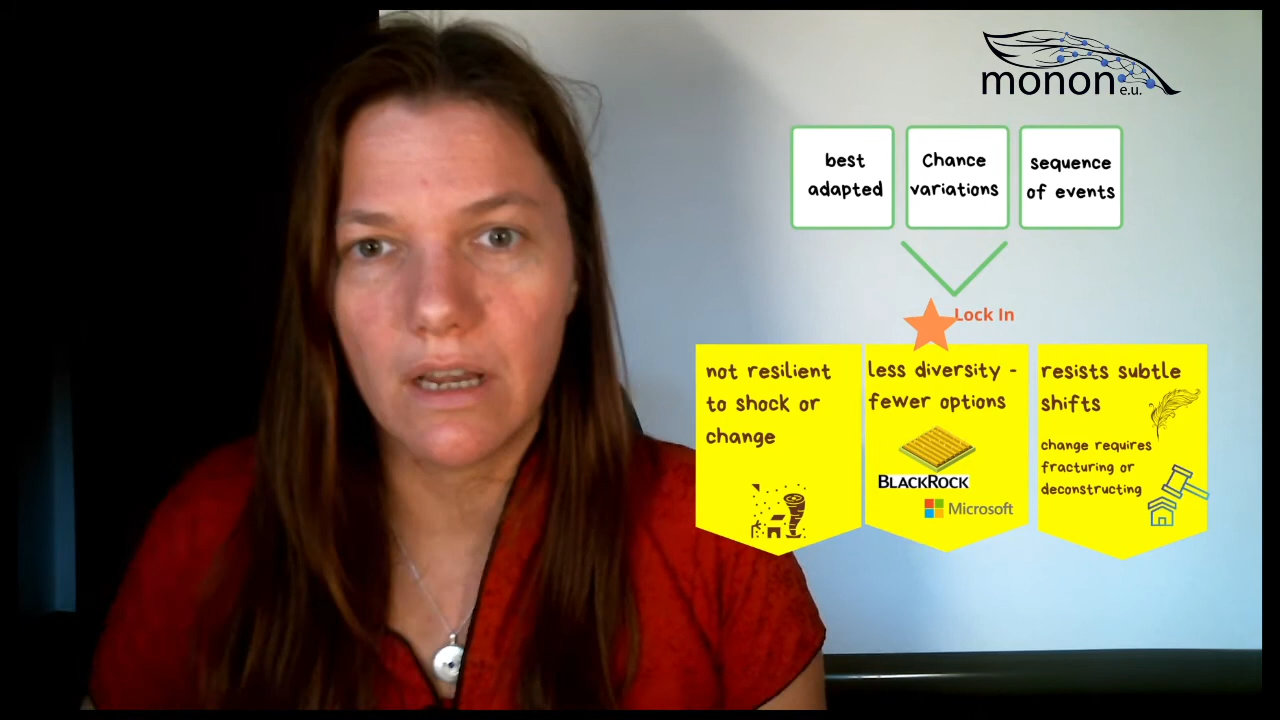 monon e.u.
best
adapted
Chance
variations
sequence
of events
Lock In
not resilient
to shock or
change
less diversity -
fewer options
BLACKROCK
Microsoft
resists subtle
shifts
change requires
fracturing or
deconstructing